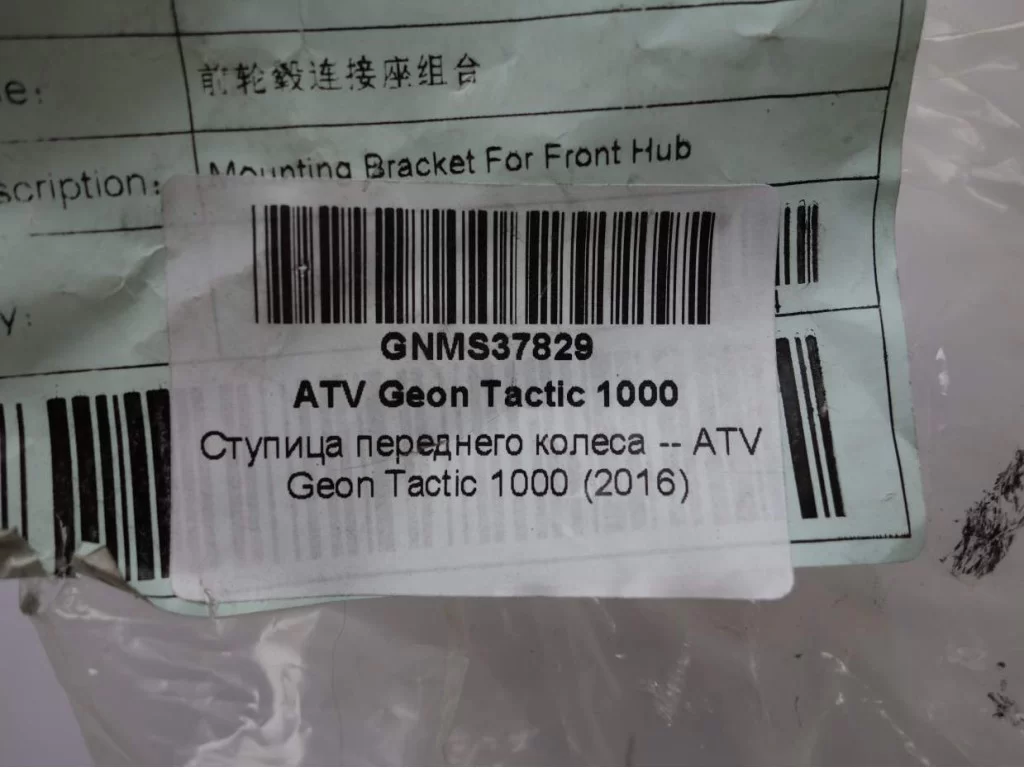 前轮毂连接座组台
Mounting Bracket For Front Hub
GNMS37829
ATV Geon Tactic 1000
Ступица переднего колеса -- ATV
Geon Tactic 1000 (2016)